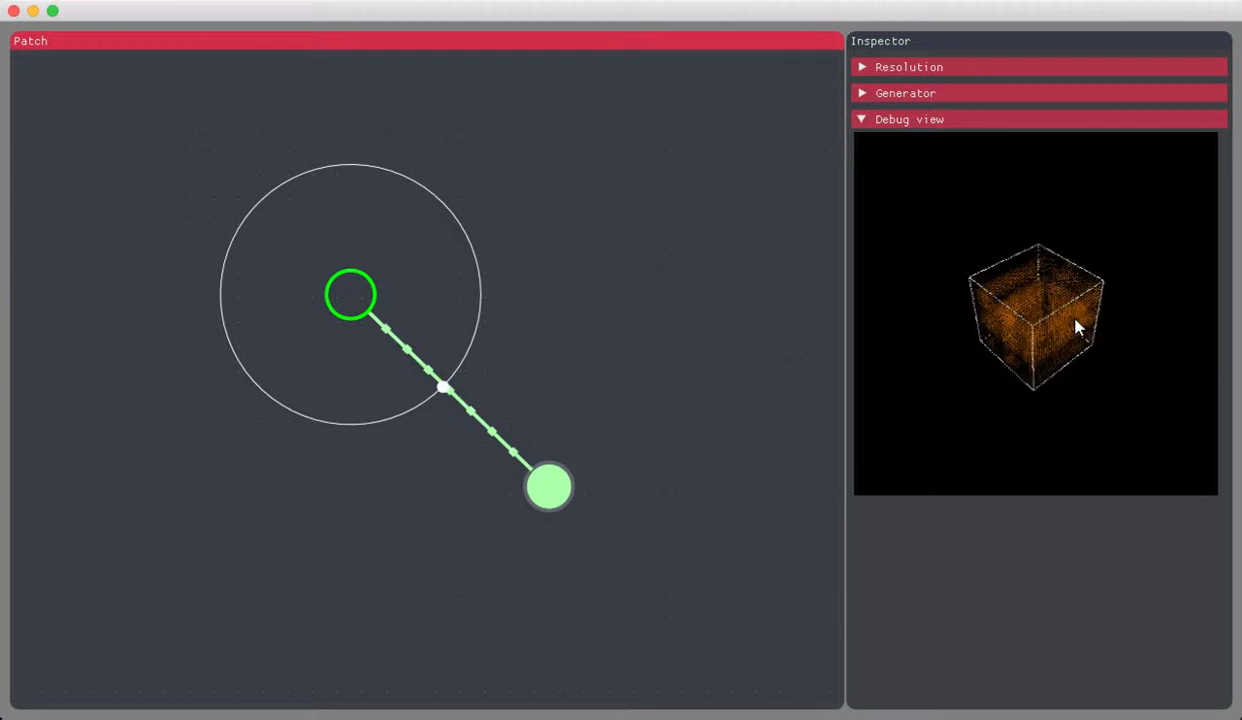 Patch
Inspector
Resolution
Generator
Debug view